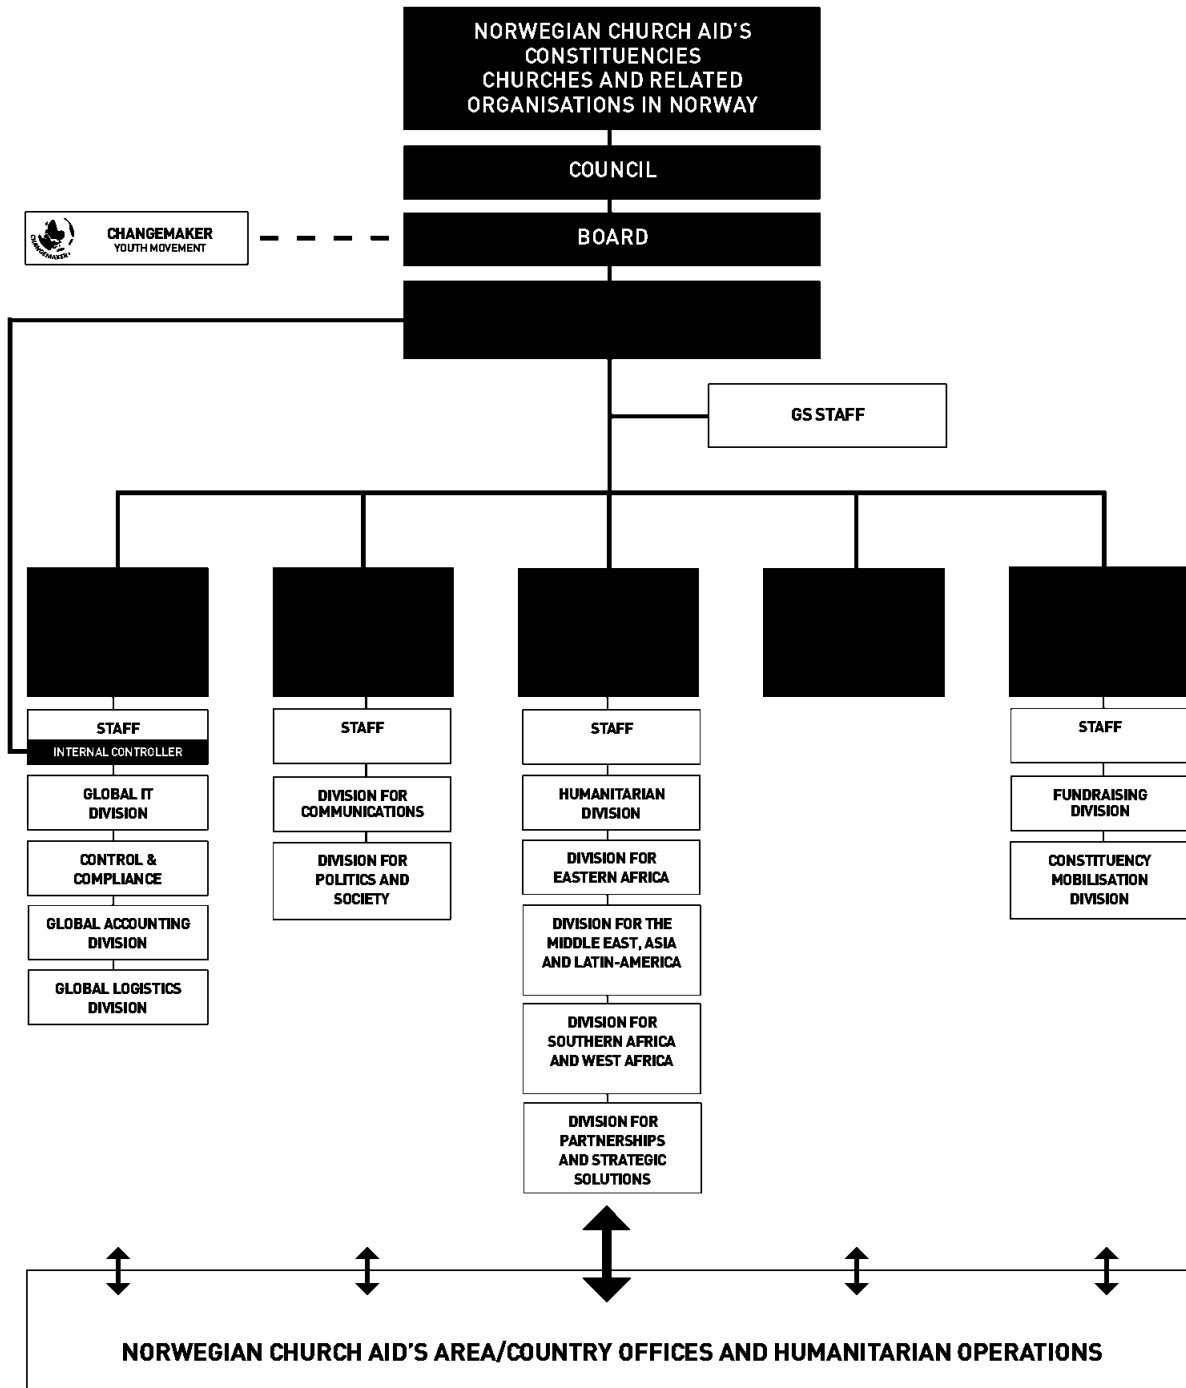 NORWEGIAN CHURCH AID'S
CONSTITUENCIES
CHURCHES AND RELATED
ORGANISATIONS IN NORWAY
COUNCIL
CHANGEMAKER
CHANGEMAKER
YOUTH MOVEMENT
BOARD
GS STAFF
STAFF
INTERNAL CONTROLLER
GLOBAL IT
DIVISION
CONTROL &
COMPLIANCE
GLOBAL ACCOUNTING
DIVISION
GLOBAL LOGISTICS
DIVISION
STAFF
DIVISION FOR
COMMUNICATIONS
DIVISION FOR
POLITICS AND
SOCIETY
STAFF
HUMANITARIAN
DIVISION
DIVISION FOR
EASTERN AFRICA
DIVISION FOR THE
MIDDLE EAST, ASIA
AND LATIN-AMERICA
DIVISION FOR
SOUTHERN AFRICA
AND WEST AFRICA
DIVISION FOR
PARTNERSHIPS
AND STRATEGIC
SOLUTIONS
STAFF
FUNDRAISING
DIVISION
CONSTITUENCY
MOBILISATION
DIVISION
NORWEGIAN CHURCH AID'S AREA/COUNTRY OFFICES AND HUMANITARIAN OPERATIONS